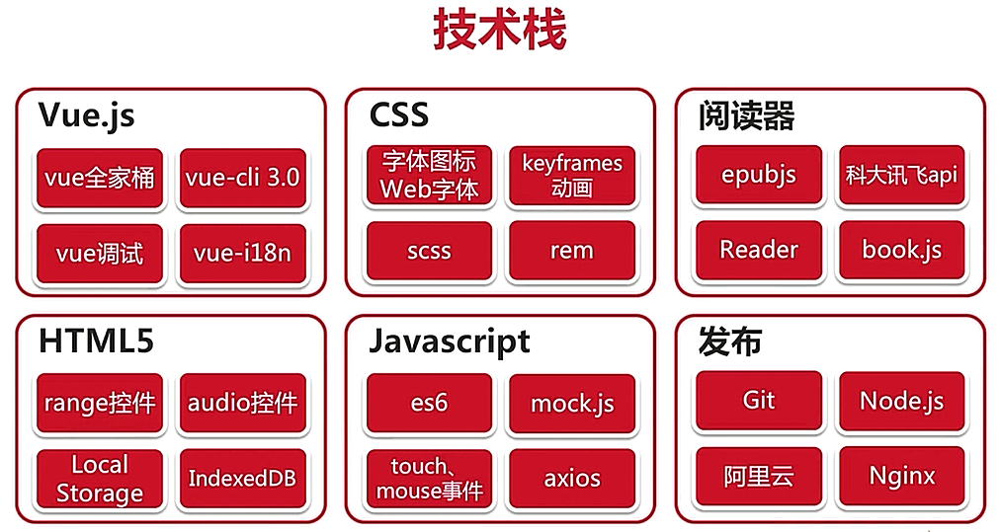 技术栈
Vue.js
vue全家桶
vue-cli 3.0
vue调试
vue-i18n
CSS
字体图标
Web字体
keyframes
动画
scss
rem
阅读器
epubjs
科大讯飞api
Reader
book.js
HTML5
range控件
audio控件
Local
Storage
IndexedDB
Javascript
es6
mock.js
touch、
mouse事件
axios
发布
Git
Node.js
阿里云
Nginx